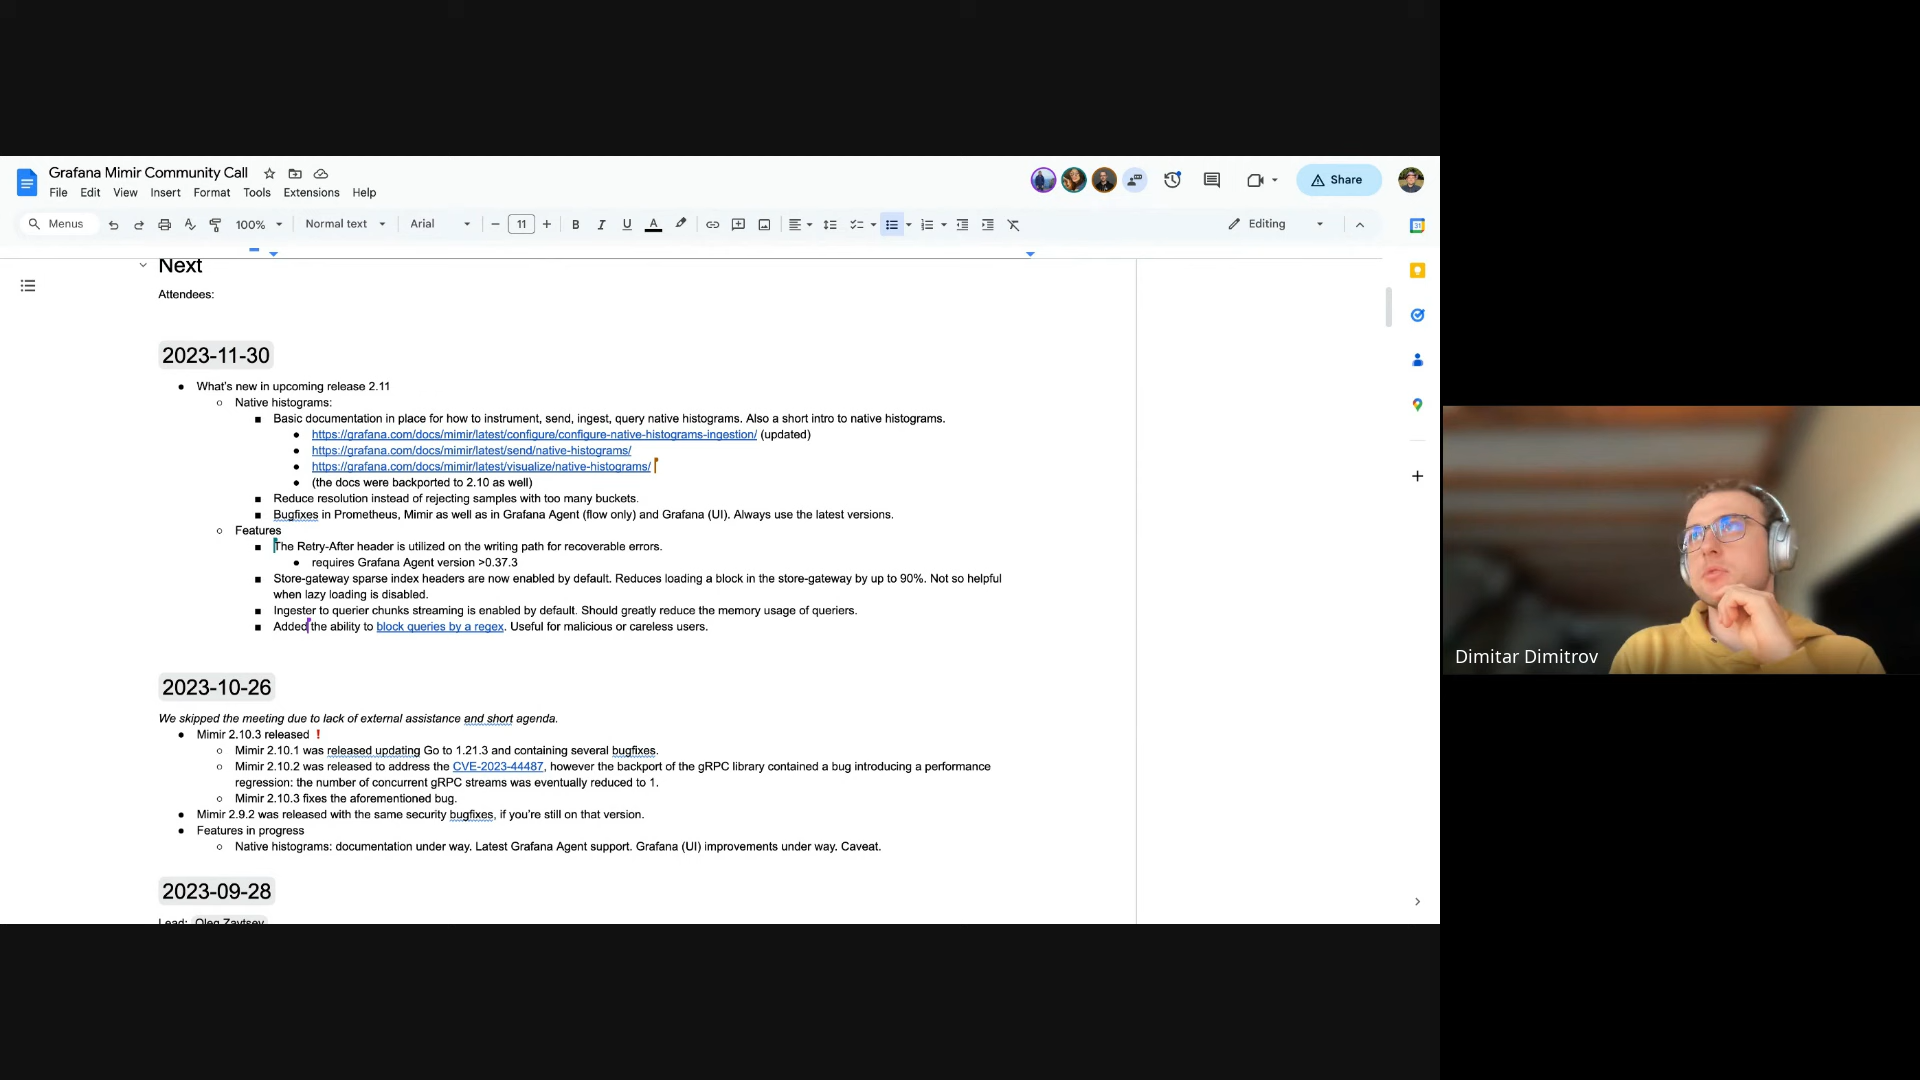 Grafana Mimir Community Call
File Edit View Insert Format Tools Extensions Help
Share
Menus 100% Normal text Arial 11 Editing
31
Next
Attendees:
2023-11-30
What's new in upcoming release 2.11
Native histograms:
Basic documentation in place for how to instrument, send, ingest, query native histograms. Also a short intro to native histograms.
https://grafana.com/docs/mimir/latest/configure/configure-native-histograms-ingestion/ (updated)
https://grafana.com/docs/mimir/latest/send/native-histograms/
https://grafana.com/docs/mimir/latest/visualize/native-histograms/
(the docs were backported to 2.10 as well)
Reduce resolution instead of rejecting samples with too many buckets.
Bugfixes in Prometheus, Mimir as well as in Grafana Agent (flow only) and Grafana (UI). Always use the latest versions.
Features
The Retry-After header is utilized on the writing path for recoverable errors.
requires Grafana Agent version >0.37.3
Store-gateway sparse index headers are now enabled by default. Reduces loading a block in the store-gateway by up to 90%. Not so helpful
when lazy loading is disabled.
Ingester to querier chunks streaming is enabled by default. Should greatly reduce the memory usage of queriers.
Added the ability to block queries by a regex. Useful for malicious or careless users.
Dimitar Dimitrov
2023-10-26
We skipped the meeting due to lack of external assistance and short agenda.
Mimir 2.10.3 released ❗
Mimir 2.10.1 was released updating Go to 1.21.3 and containing several bugfixes.
Mimir 2.10.2 was released to address the CVE-2023-44487, however the backport of the gRPC library contained a bug introducing a performance
regression: the number of concurrent gRPC streams was eventually reduced to 1.
Mimir 2.10.3 fixes the aforementioned bug.
Mimir 2.9.2 was released with the same security bugfixes, if you're still on that version.
Features in progress
Native histograms: documentation under way. Latest Grafana Agent support. Grafana (UI) improvements under way. Caveat.
2023-09-28
Lead: Oleg Zaytsev